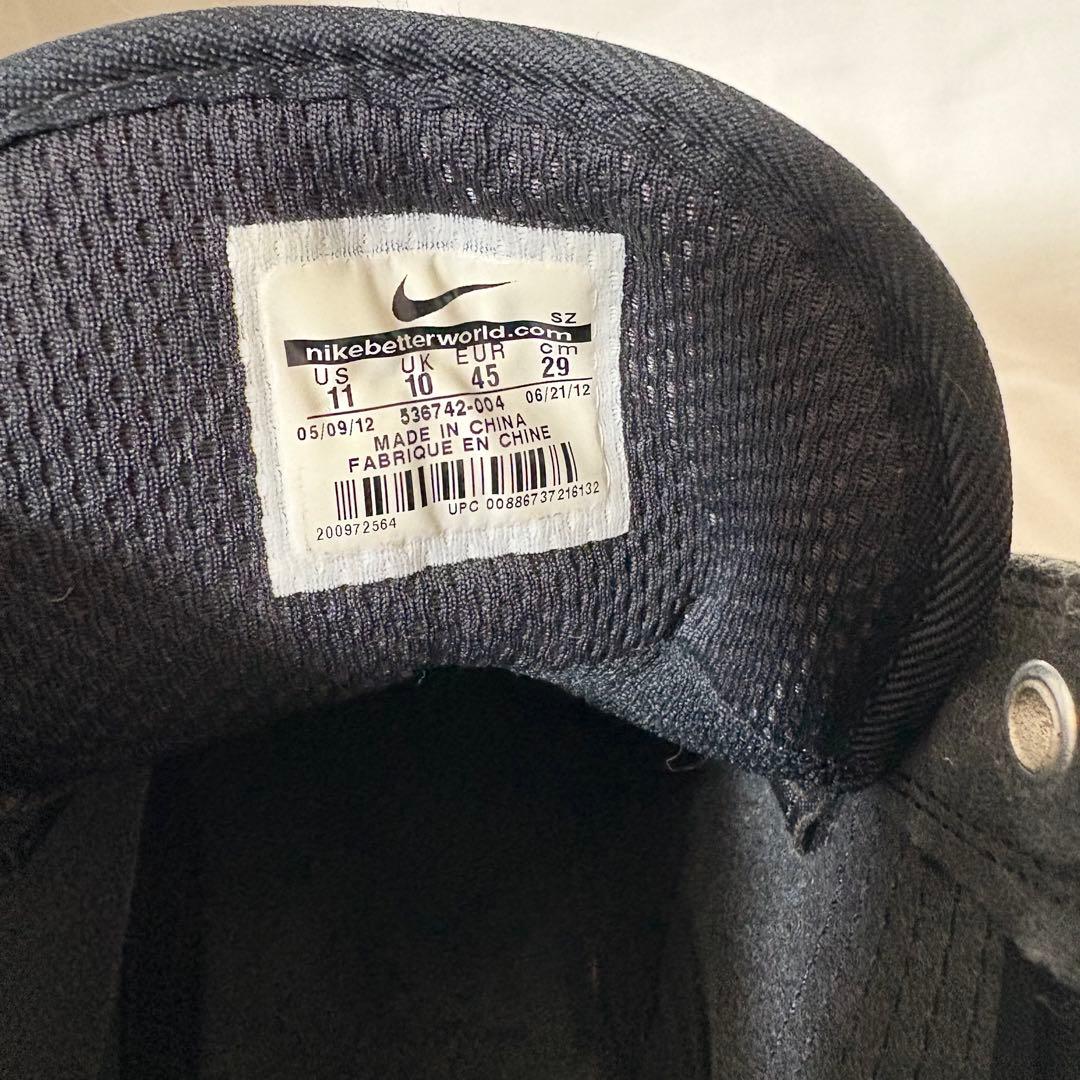 SZ
nikebetterworld.com
US UK EUR cm
11 10 45 29
05/09/12 536742-004 06/21/12
MADE IN CHINA
FABRIQUE EN CHINE
200972564 UPC 00886737216132